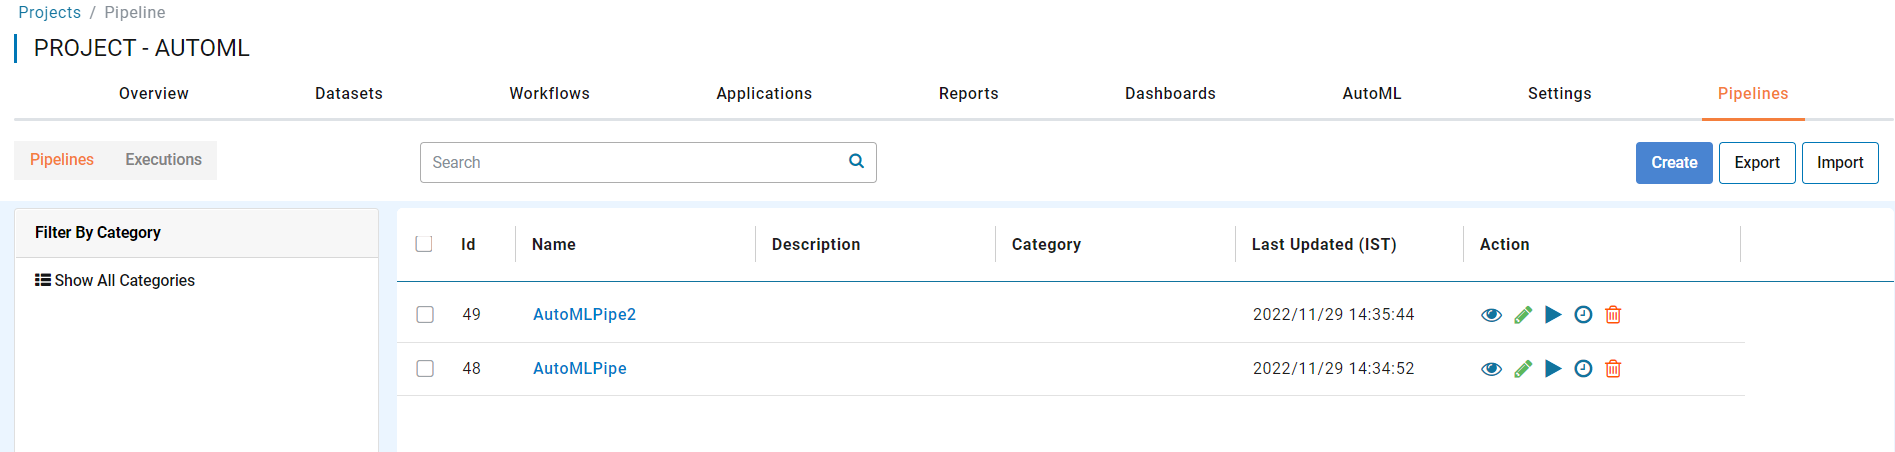 Projects / Pipeline
PROJECT - AUTOML
Overview Datasets Workflows Applications Reports Dashboards AutoML Settings Pipelines
Pipelines Executions Search Create Export Import
Filter By Category
Show All Categories
Id Name Description Category Last Updated (IST) Action
49 AutoMLPipe2 2022/11/29 14:35:44
48 AutoMLPipe 2022/11/29 14:34:52